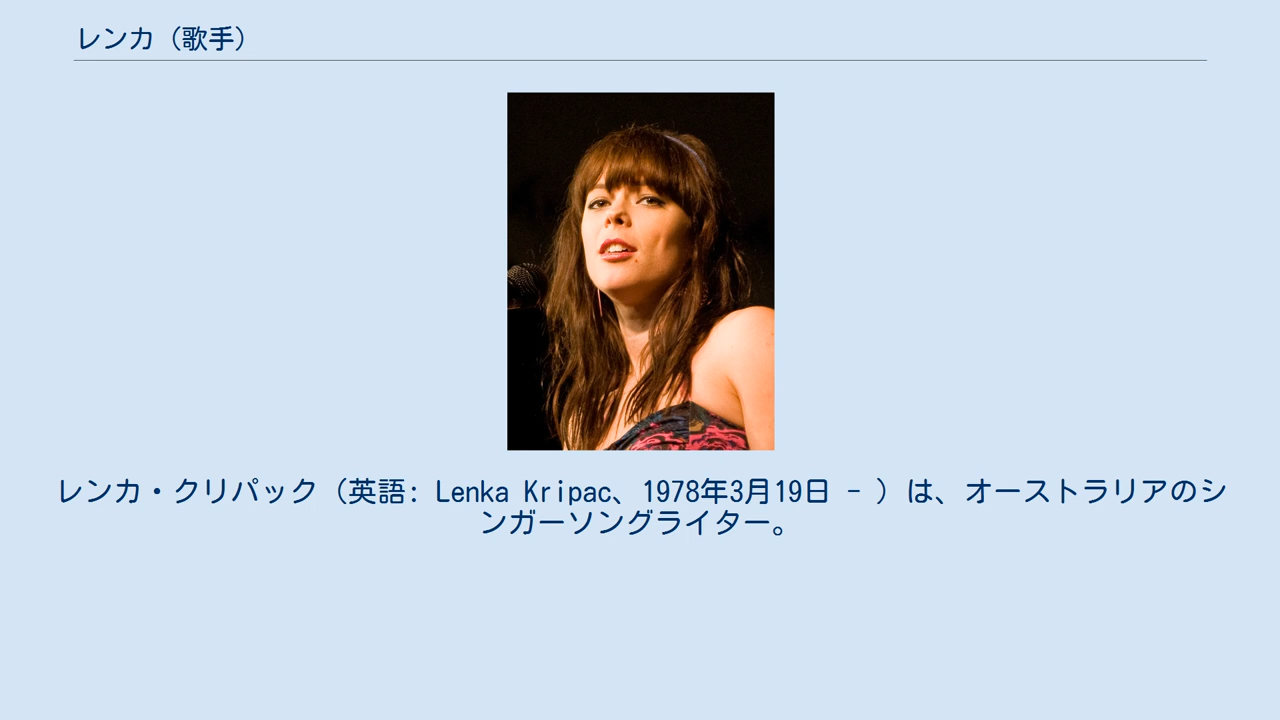 レンカ（歌手）
レンカ・クリパック（英語: Lenka Kripac、1978年3月19日 - ）は、オーストラリアのシ
ンガーソングライター。